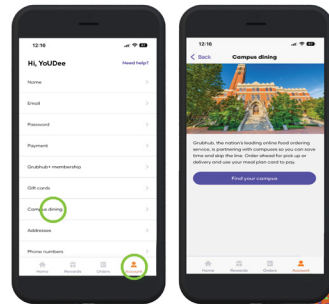 12:16
Hi, YoUDee
Need help?
Name
Email
Password
Payment
Grubhub+ membership
Gift cards
Campus dining
Addresses
Phone numbers
Home Rewards Orders Account
12:16
Back Campus dining
Grubhub, the nation's leading online food ordering
service, is partnering with campuses so you can save
time and skip the line. Order ahead for pick up or
delivery and use your meal plan card to pay.
Find your campus
Home Rewards Orders Account